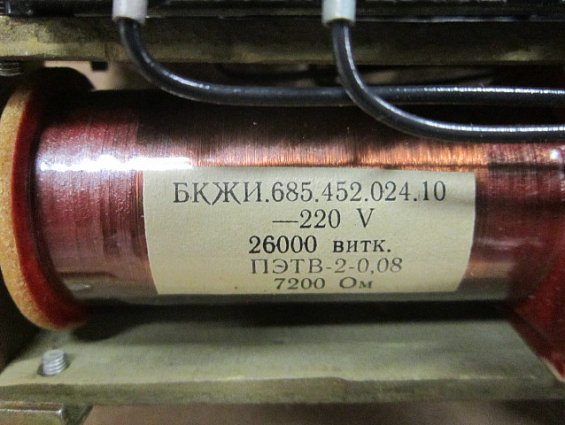 БКЖИ.685.452.024.10
—220 V
26000 витк.
ПЭТВ-2-0,08
7200 Ом